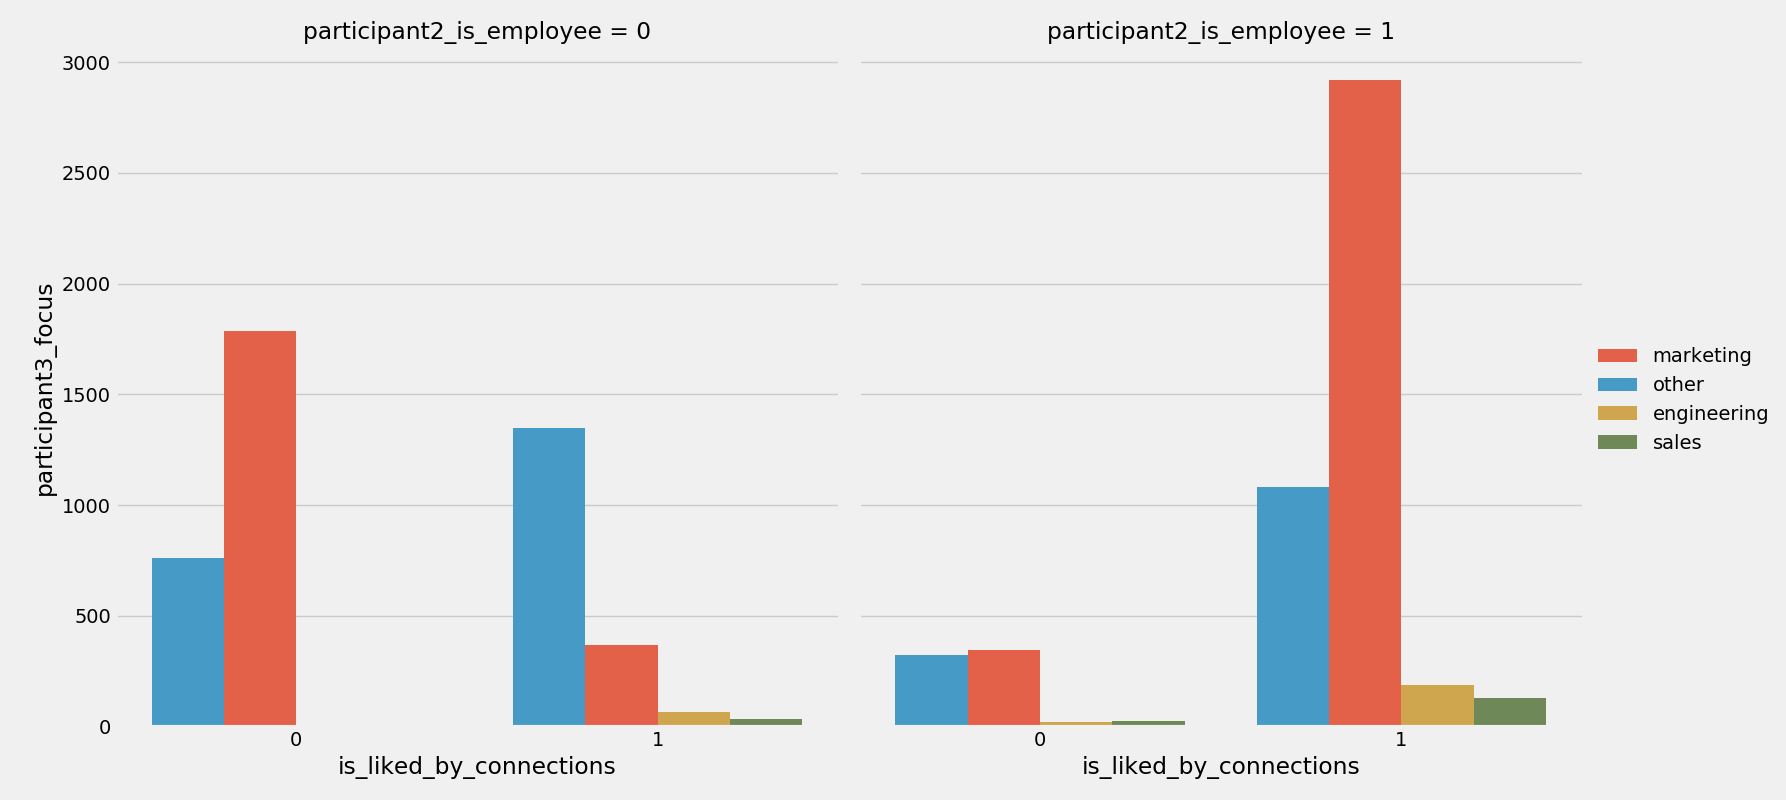 participant2_is_employee = 0
participant2_is_employee = 1
3000
2500
2000
1500
1000
500
0
participant3_focus
0
1
0
1
is_liked_by_connections
is_liked_by_connections
marketing
other
engineering
sales